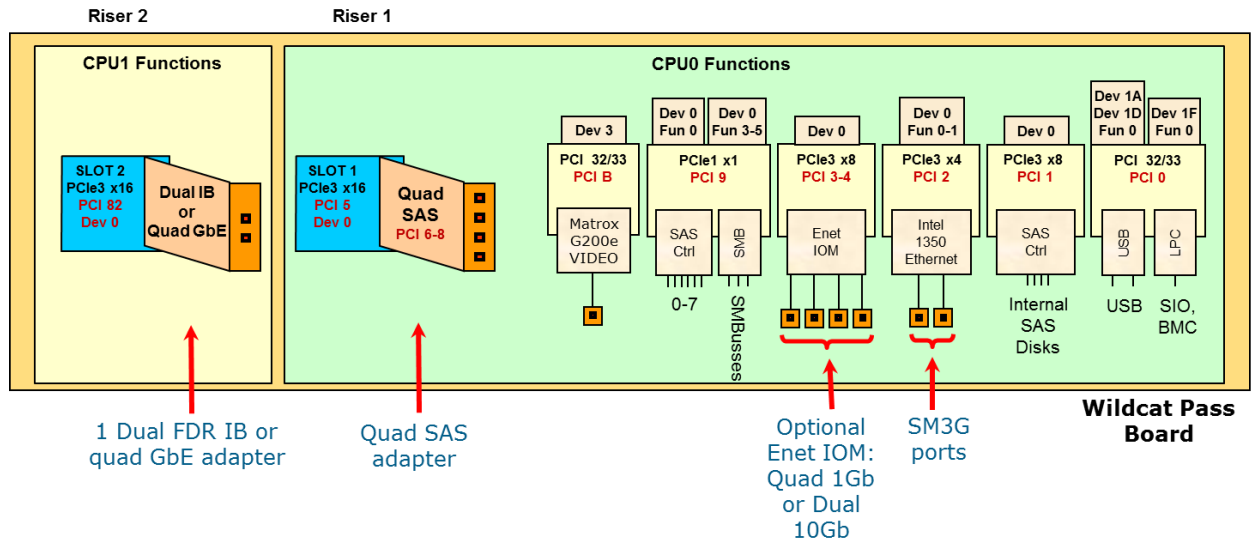 Riser 2
Riser 1
CPU1 Functions
CPU0 Functions
SLOT 2
PCIe3 x16
PCI 82
Dev 0
Dual IB
or
Quad GbE
SLOT 1
PCIe3 x16
PCI 5
Dev 0
Quad
SAS
PCI 6-8
Dev 3
PCI 32/33
PCI B
Matrox
G200e
VIDEO
Dev 0
Fun 0
Dev 0
Fun 3-5
PCIe1 x1
PCI 9
SAS
Ctrl
SMB
0-7
SMBusses
Dev 0
PCIe3 x8
PCI 3-4
Enet
IOM
Dev 0
Fun 0-1
PCIe3 x4
PCI 2
Intel
1350
Ethernet
Dev 0
PCIe3 x8
PCI 1
SAS
Ctrl
Internal
SAS
Disks
Dev 1A
Dev 1D
Fun 0
Dev 1F
Fun 0
PCI 32/33
PCI 0
USB
LPC
USB
SIO,
BMC
1 Dual FDR IB or
quad GbE adapter
Quad SAS
adapter
Optional
Enet IOM:
Quad 1Gb
or Dual
10Gb
SM3G
ports
Wildcat Pass
Board